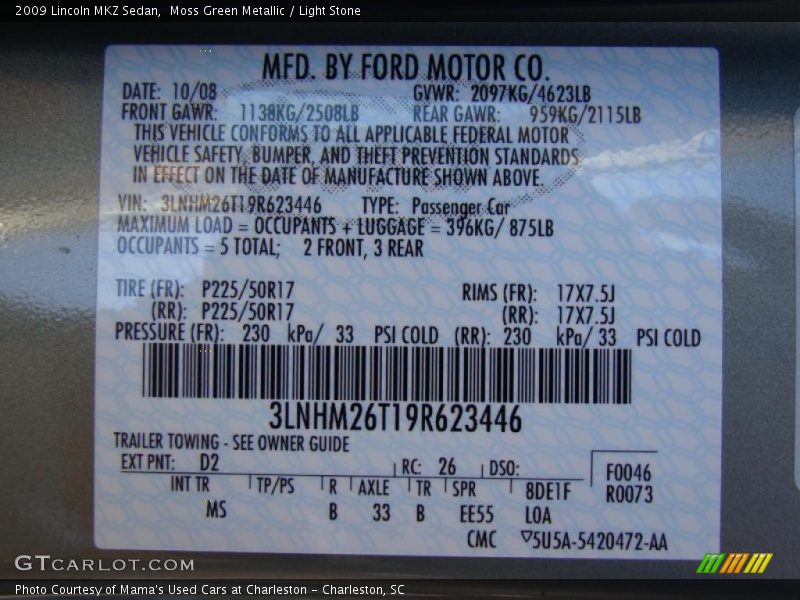 2009 Lincoln MKZ Sedan,  Moss Green Metallic / Light Stone
MFD. BY FORD MOTOR CO.
DATE: 10/08 GVWR: 2097KG/4623LB
FRONT GAWR: 1138KG/2508LB REAR GAWR: 959KG/2115LB
THIS VEHICLE CONFORMS TO ALL APPLICABLE FEDERAL MOTOR
VEHICLE SAFETY, BUMPER, AND THEFT PREVENTION STANDARDS
IN EFFECT ON THE DATE OF MANUFACTURE SHOWN ABOVE.
VIN: 3LNHM26T19R623446 TYPE: Passenger Car
MAXIMUM LOAD = OCCUPANTS + LUGGAGE = 396KG/ 875LB
OCCUPANTS = 5 TOTAL; 2 FRONT, 3 REAR
TIRE (FR): P225/50R17 RIMS (FR): 17X7.5J
(RR): P225/50R17 (RR): 17X7.5J
PRESSURE (FR): 230 kPa/ 33 PSI COLD (RR): 230 kPa/ 33 PSI COLD
3LNHM26T19R623446
TRAILER TOWING - SEE OWNER GUIDE
EXT PNT: D2 RC: 26 DSO: F0046
INT TR TP/PS R AXLE TR SPR 8DE1F R0073
MS B 33 B EE55 LOA
CMC ▽5U5A-5420472-AA
GTCARLOT.COM
Photo Courtesy of Mama's Used Cars at Charleston – Charleston, SC